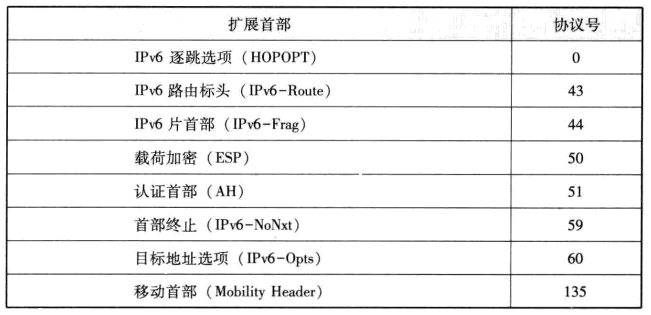 扩展首部 协议号
IPv6 逐跳选项（HOPOPT） 0
IPv6 路由标头（IPv6-Route） 43
IPv6 片首部（IPv6-Frag） 44
载荷加密（ESP） 50
认证首部（AH） 51
首部终止（IPv6-NoNxt） 59
目标地址选项（IPv6-Opts） 60
移动首部（Mobility Header） 135